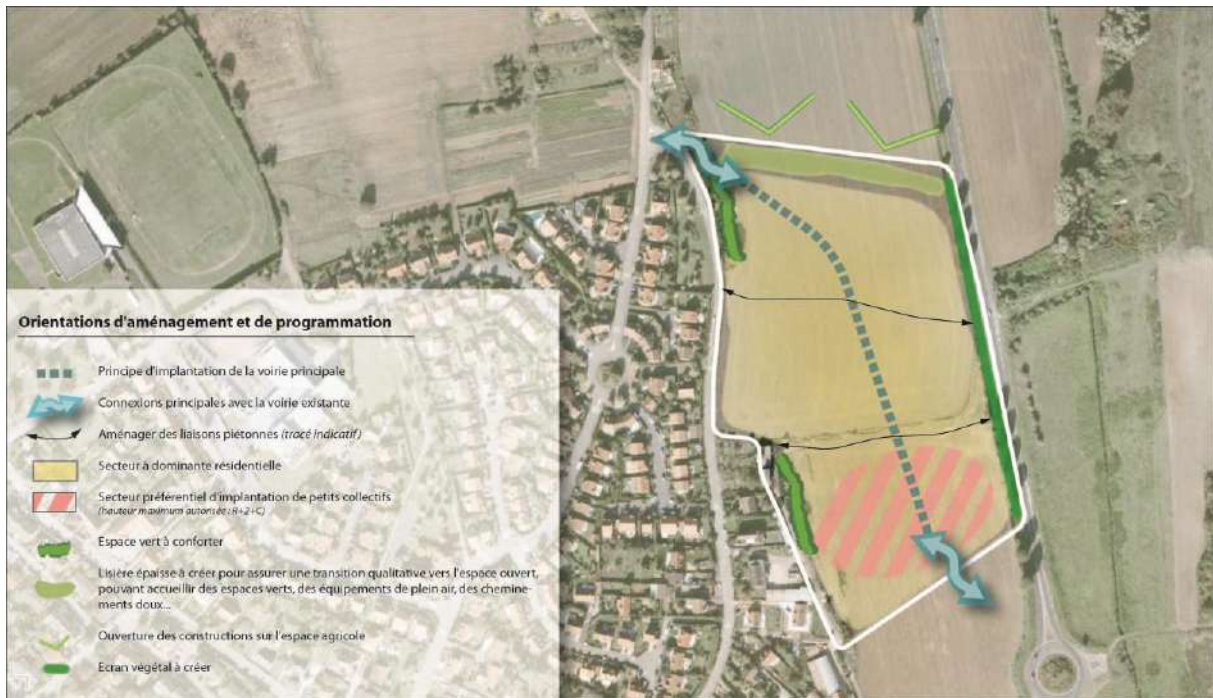 Orientations d'aménagement et de programmation
Principe d'implantation de la voirie principale
Connexions principales avec la voirie existante
Aménager des liaisons piétonnes (tracé indicatif)
Secteur à dominante résidentielle
Secteur préférentiel d'implantation de petits collectifs
(hauteur maximum autorisée : R+2+C)
Espace vert à conforter
Lisière épaisse à créer pour assurer une transition qualitative vers l'espace ouvert,
pouvant accueillir des espaces verts, des équipements de plein air, des chemine-
ments doux...
Ouverture des constructions sur l'espace agricole
Ecran végétal à créer